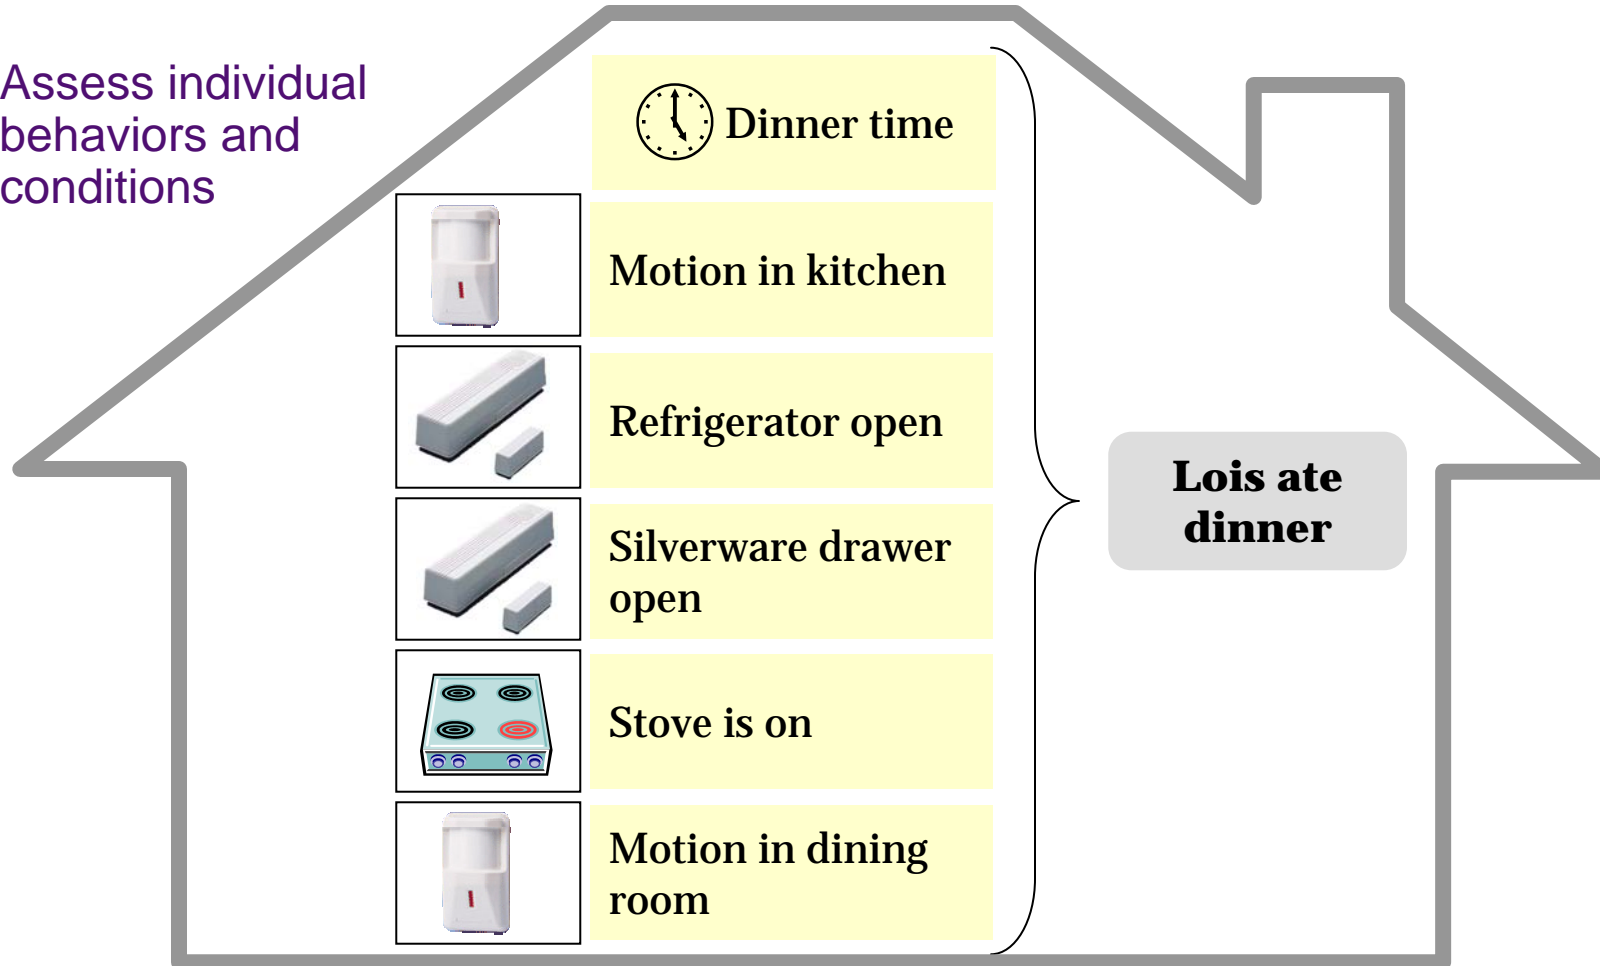 Assess individual
behaviors and
conditions
Dinner time
Motion in kitchen
Refrigerator open
Silverware drawer
open
Stove is on
Motion in dining
room
Lois ate
dinner